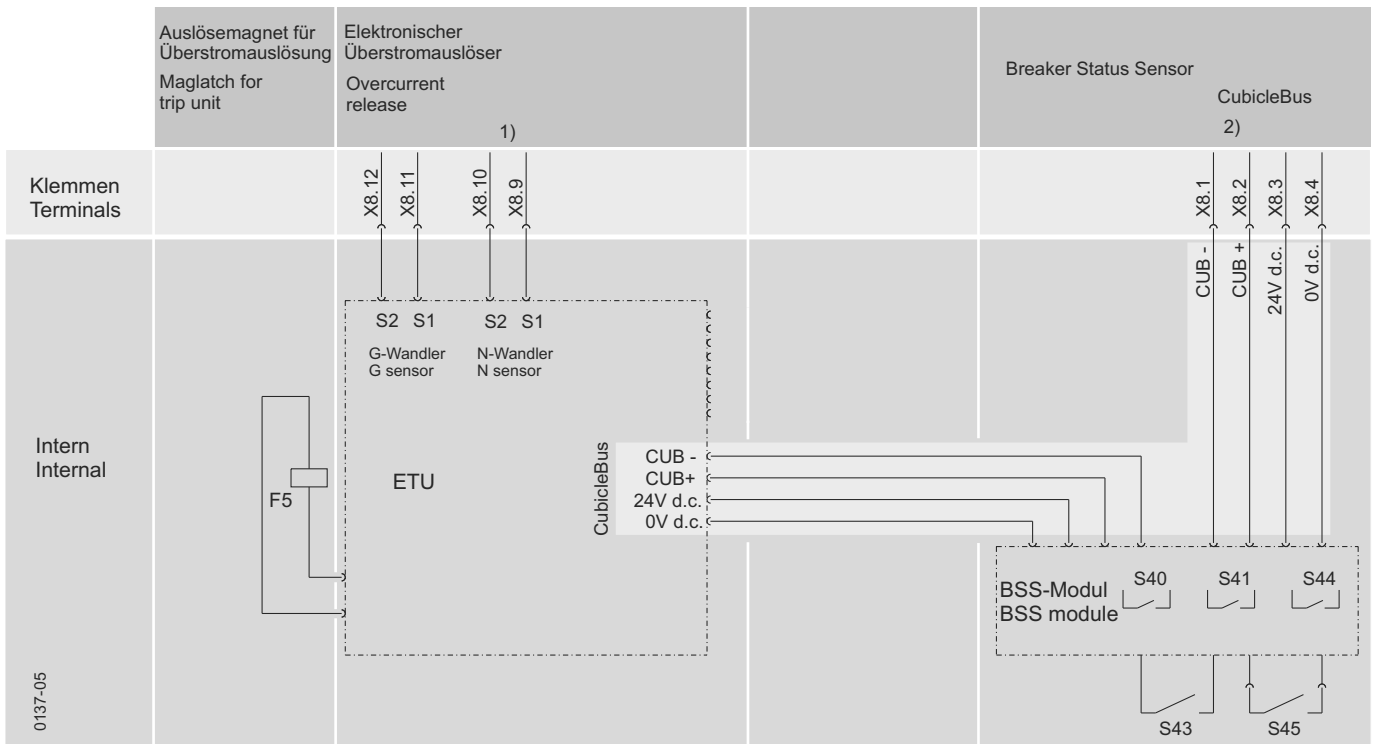 Auslösemagnet für
Überstromauslösung
Maglatch for
trip unit
Elektronischer
Überstromauslöser
Overcurrent
release
1)
Breaker Status Sensor
CubicleBus
2)
Klemmen
Terminals
X8.12
X8.11
X8.10
X8.9
X8.1
X8.2
X8.3
X8.4
CUB -
CUB +
24V d.c.
0V d.c.
S2 S1
S2 S1
G-Wandler
G sensor
N-Wandler
N sensor
Intern
Internal
F5
ETU
CubicleBus
CUB -
CUB+
24V d.c.
0V d.c.
BSS-Modul
BSS module
S40
S41
S44
S43
S45
0137-05